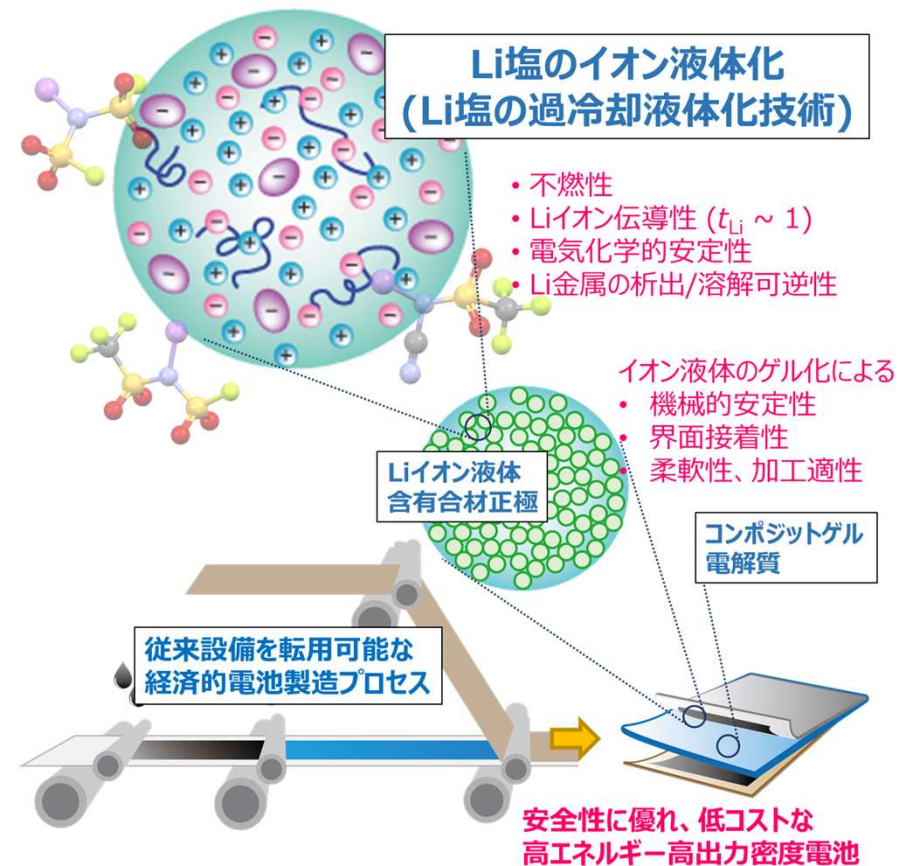 Li塩のイオン液体化
(Li塩の過冷却液体化技術)
• 不燃性
• Liイオン伝導性 (tLi ~ 1)
• 電気化学的安定性
• Li金属の析出/溶解可逆性
イオン液体のゲル化による
• 機械的安定性
• 界面接着性
• 柔軟性、加工適性
Liイオン液体
含有合材正極
コンポジットゲル
電解質
従来設備を転用可能な
経済的電池製造プロセス
安全性に優れ、低コストな
高エネルギー高出力密度電池